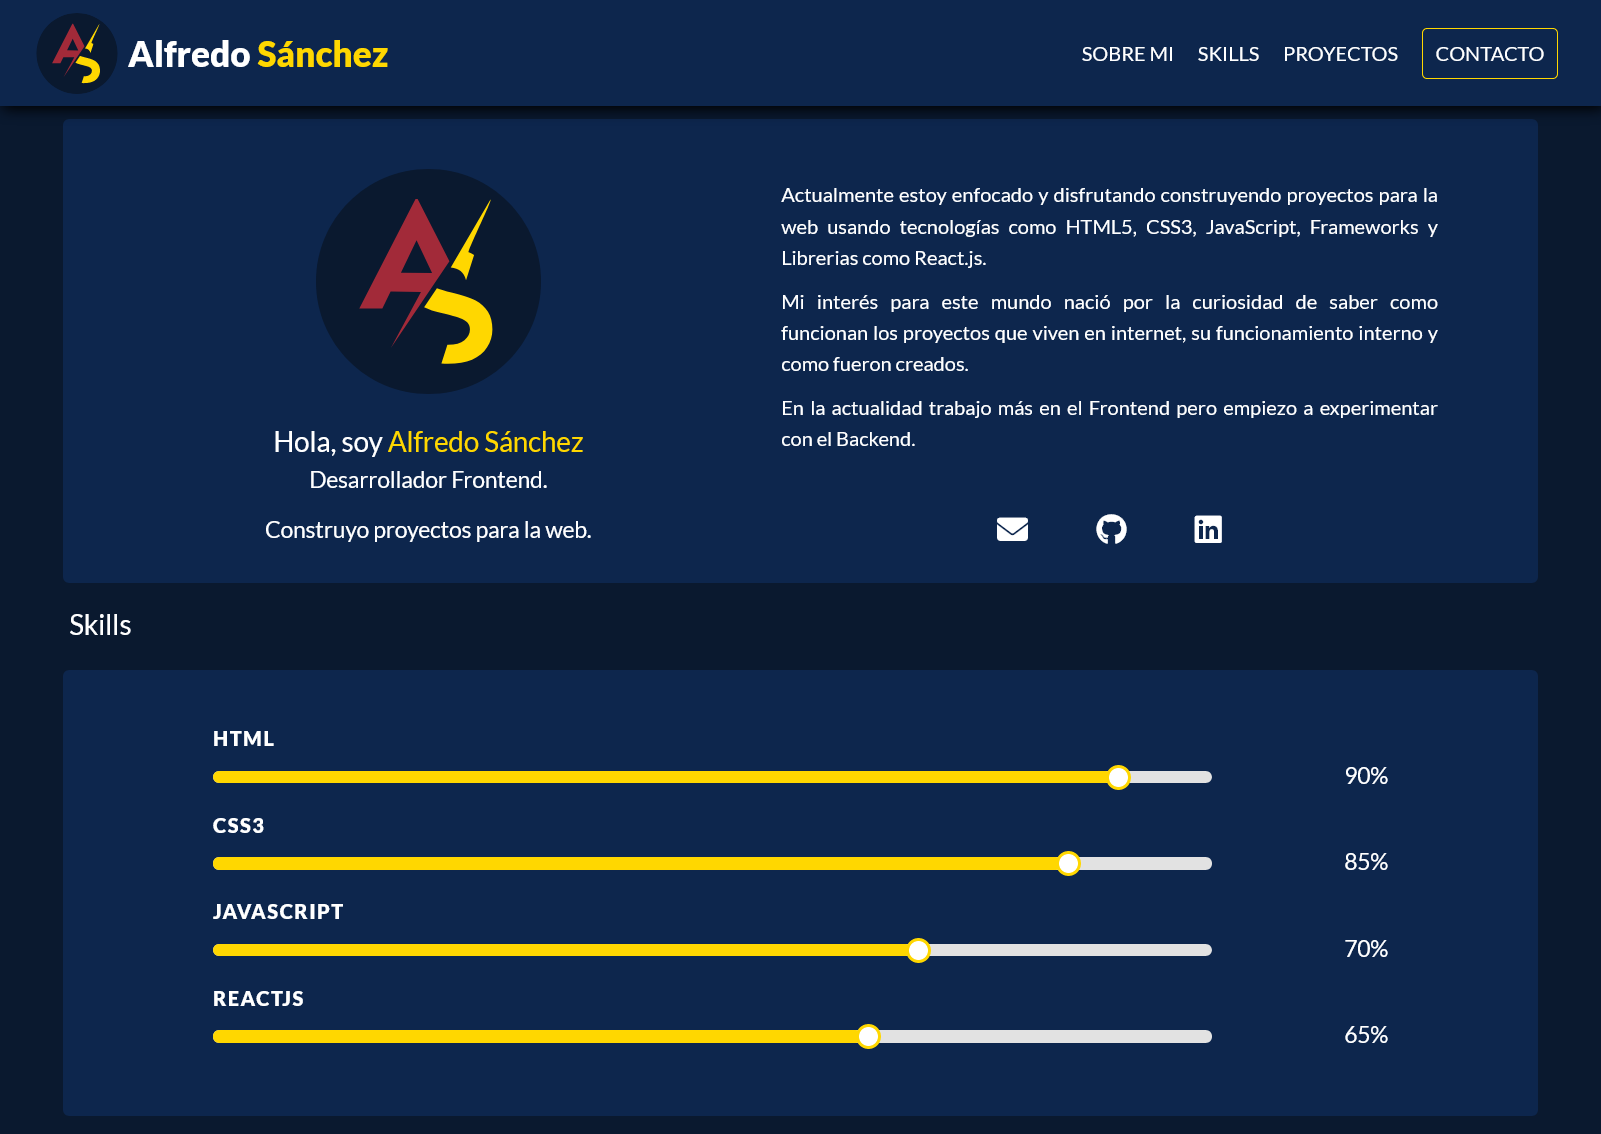 Alfredo Sánchez
SOBRE MI
SKILLS
PROYECTOS
CONTACTO
AS
Hola, soy Alfredo Sánchez
Desarrollador Frontend.
Construyo proyectos para la web.
Actualmente estoy enfocado y disfrutando construyendo proyectos para la
web usando tecnologías como HTML5, CSS3, JavaScript, Frameworks y
Librerias como React.js.
Mi interés para este mundo nació por la curiosidad de saber como
funcionan los proyectos que viven en internet, su funcionamiento interno y
como fueron creados.
En la actualidad trabajo más en el Frontend pero empiezo a experimentar
con el Backend.
Skills
HTML
90%
CSS3
85%
JAVASCRIPT
70%
REACTJS
65%